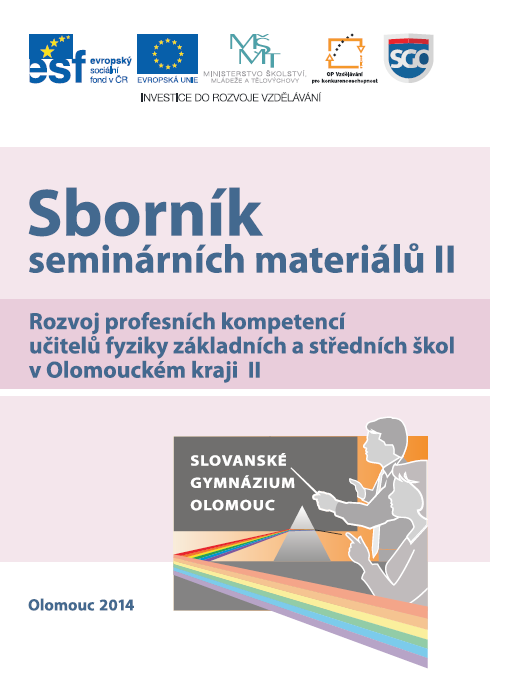 esf evropský
sociální
fond v ČR
EVROPSKÁ UNIE
MŠMT
MINISTERSTVO ŠKOLSTVÍ,
MLÁDEŽE A TĚLOVÝCHOVY
OP Vzdělávání
pro konkurenceschopnost
SGO
INVESTICE DO ROZVOJE VZDĚLÁVÁNÍ
Sborník
seminárních materiálů II
Rozvoj profesních kompetencí
učitelů fyziky základních a středních škol
v Olomouckém kraji II
SLOVANSKÉ
GYMNÁZIUM
OLOMOUC
Olomouc 2014